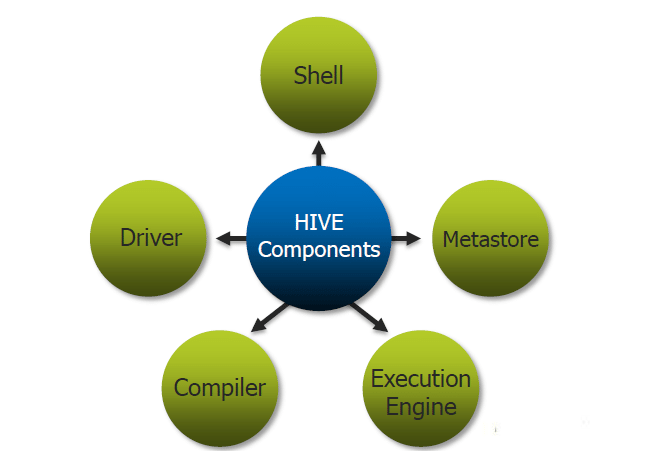 Shell
HIVE
Components
Driver
Metastore
Compiler
Execution
Engine